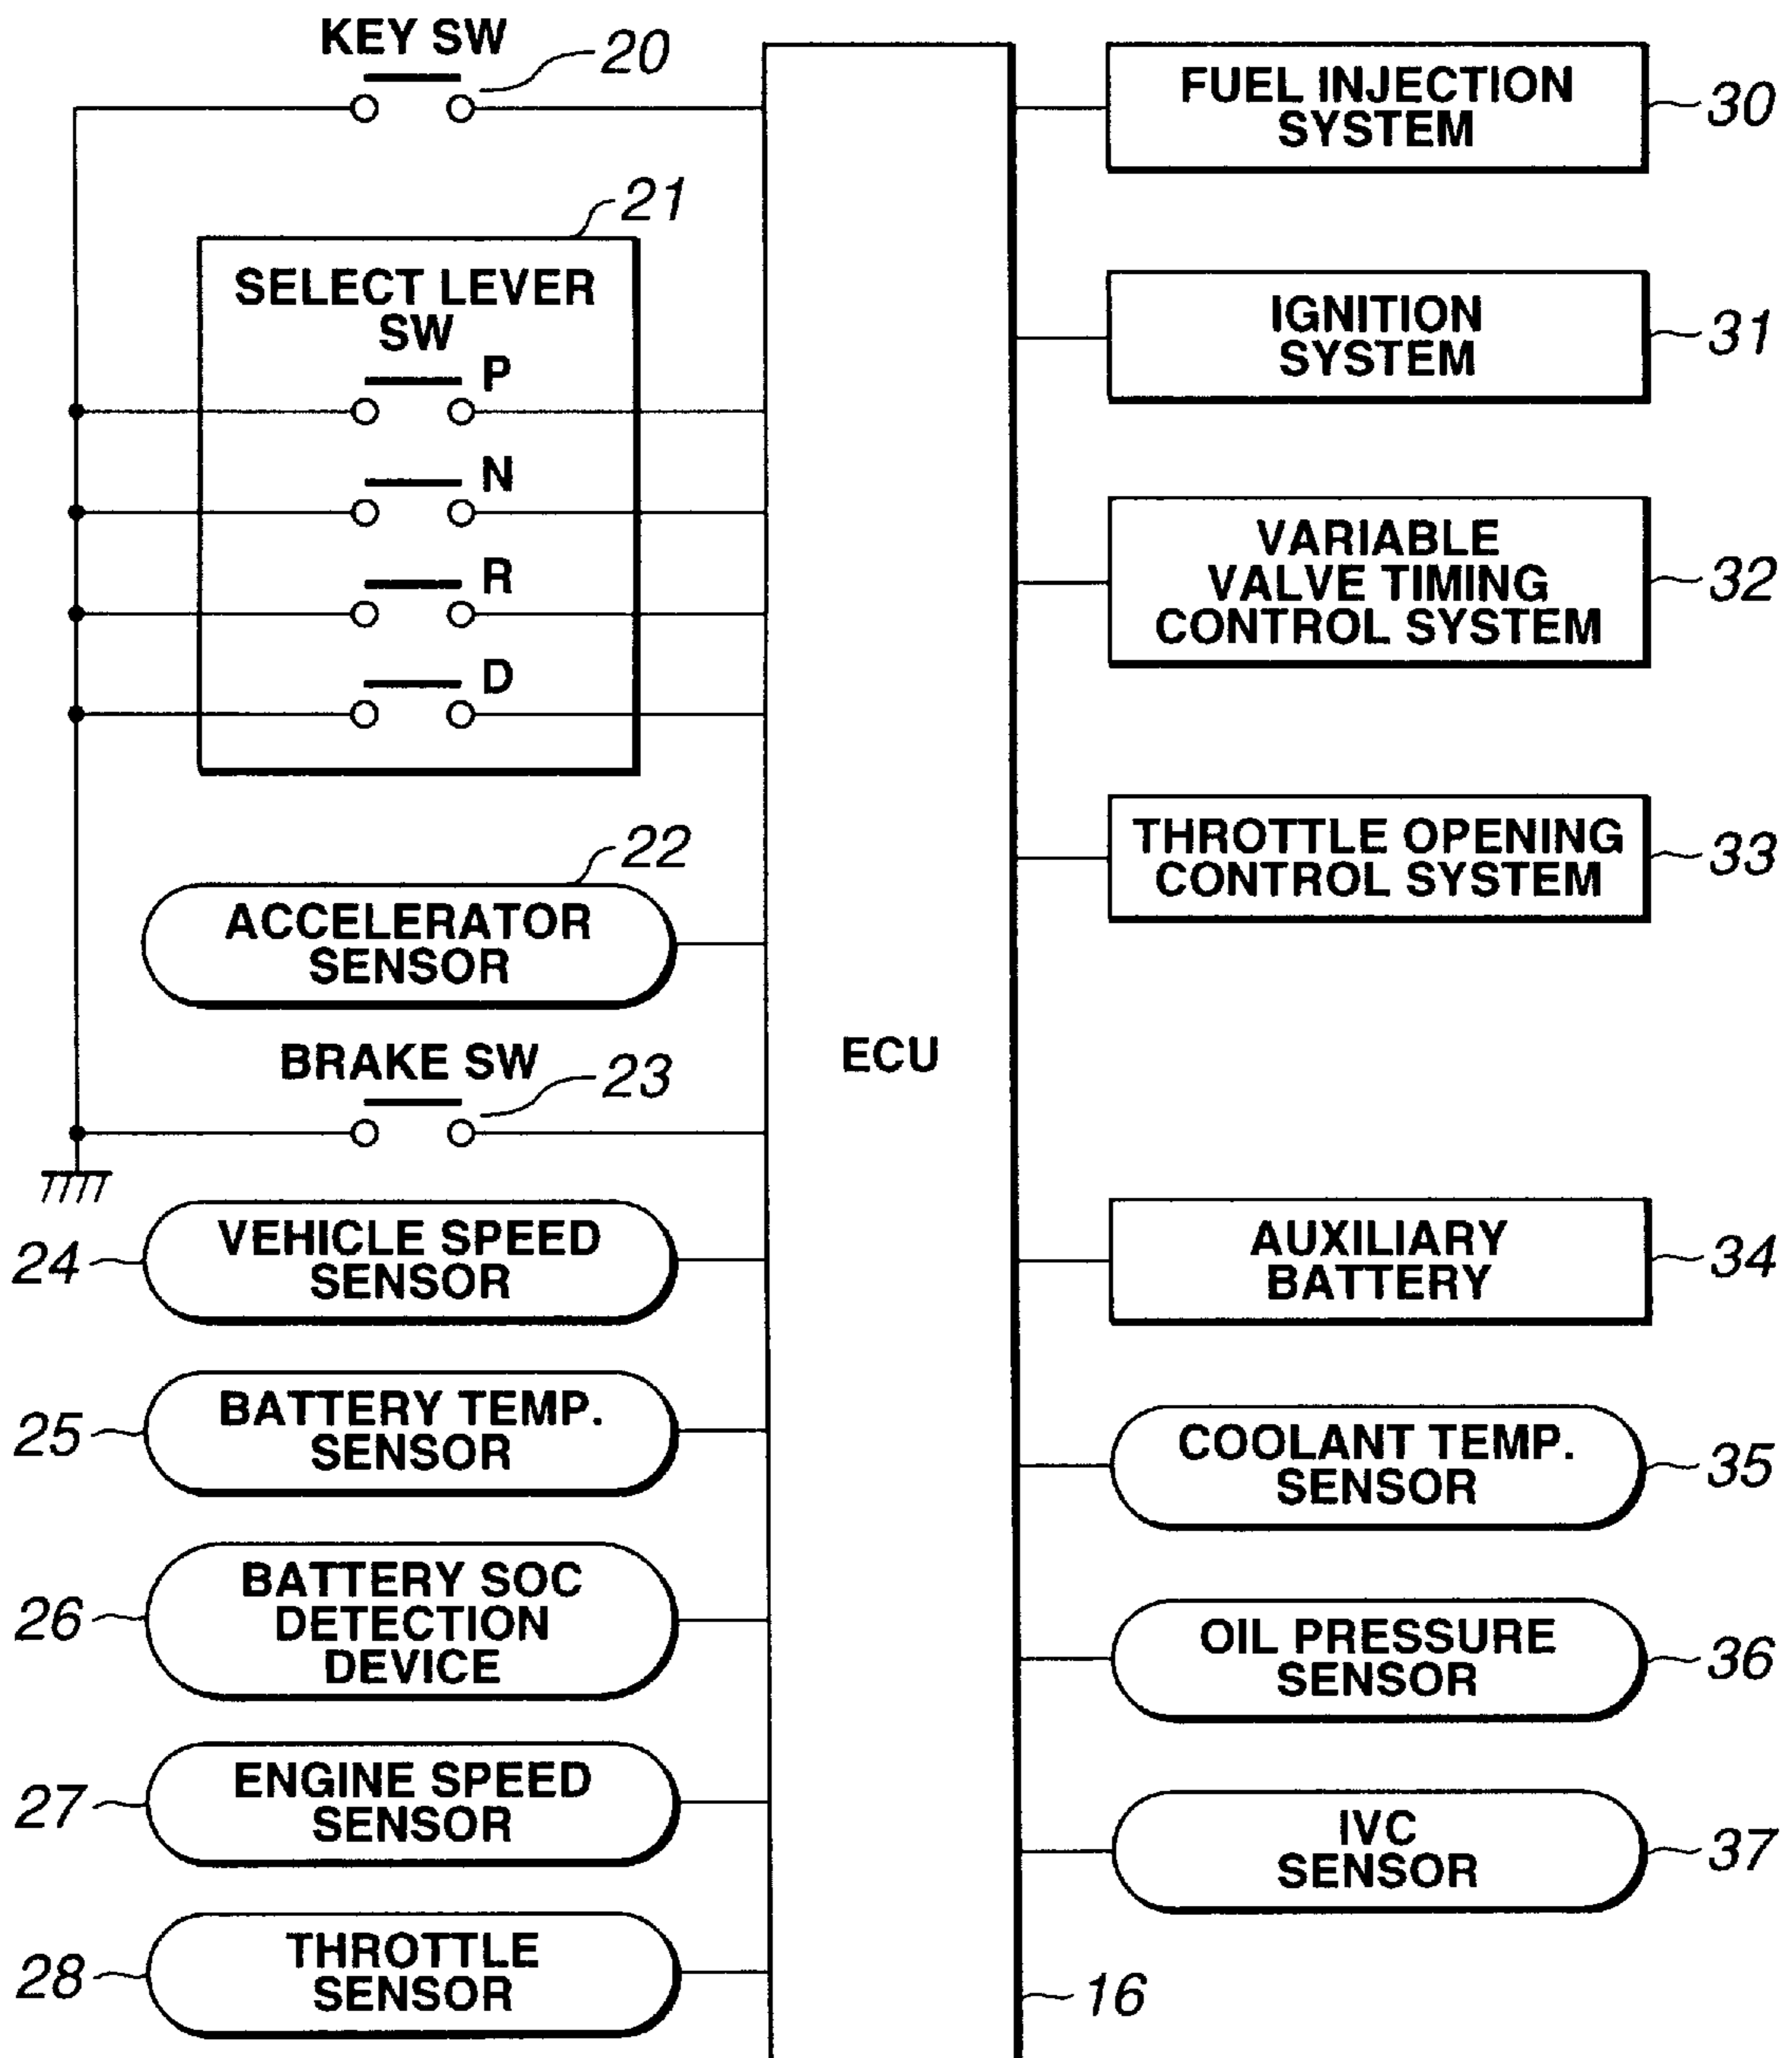 KEY SW
20
21
SELECT LEVER
SW
P
N
R
D
22
ACCELERATOR
SENSOR
BRAKE SW
23
VEHICLE SPEED
SENSOR
24
BATTERY TEMP.
SENSOR
25
BATTERY SOC
DETECTION
DEVICE
26
ENGINE SPEED
SENSOR
27
THROTTLE
SENSOR
28
ECU
16
FUEL INJECTION
SYSTEM
30
IGNITION
SYSTEM
31
VARIABLE
VALVE TIMING
CONTROL SYSTEM
32
THROTTLE OPENING
CONTROL SYSTEM
33
AUXILIARY
BATTERY
34
COOLANT TEMP.
SENSOR
35
OIL PRESSURE
SENSOR
36
IVC
SENSOR
37